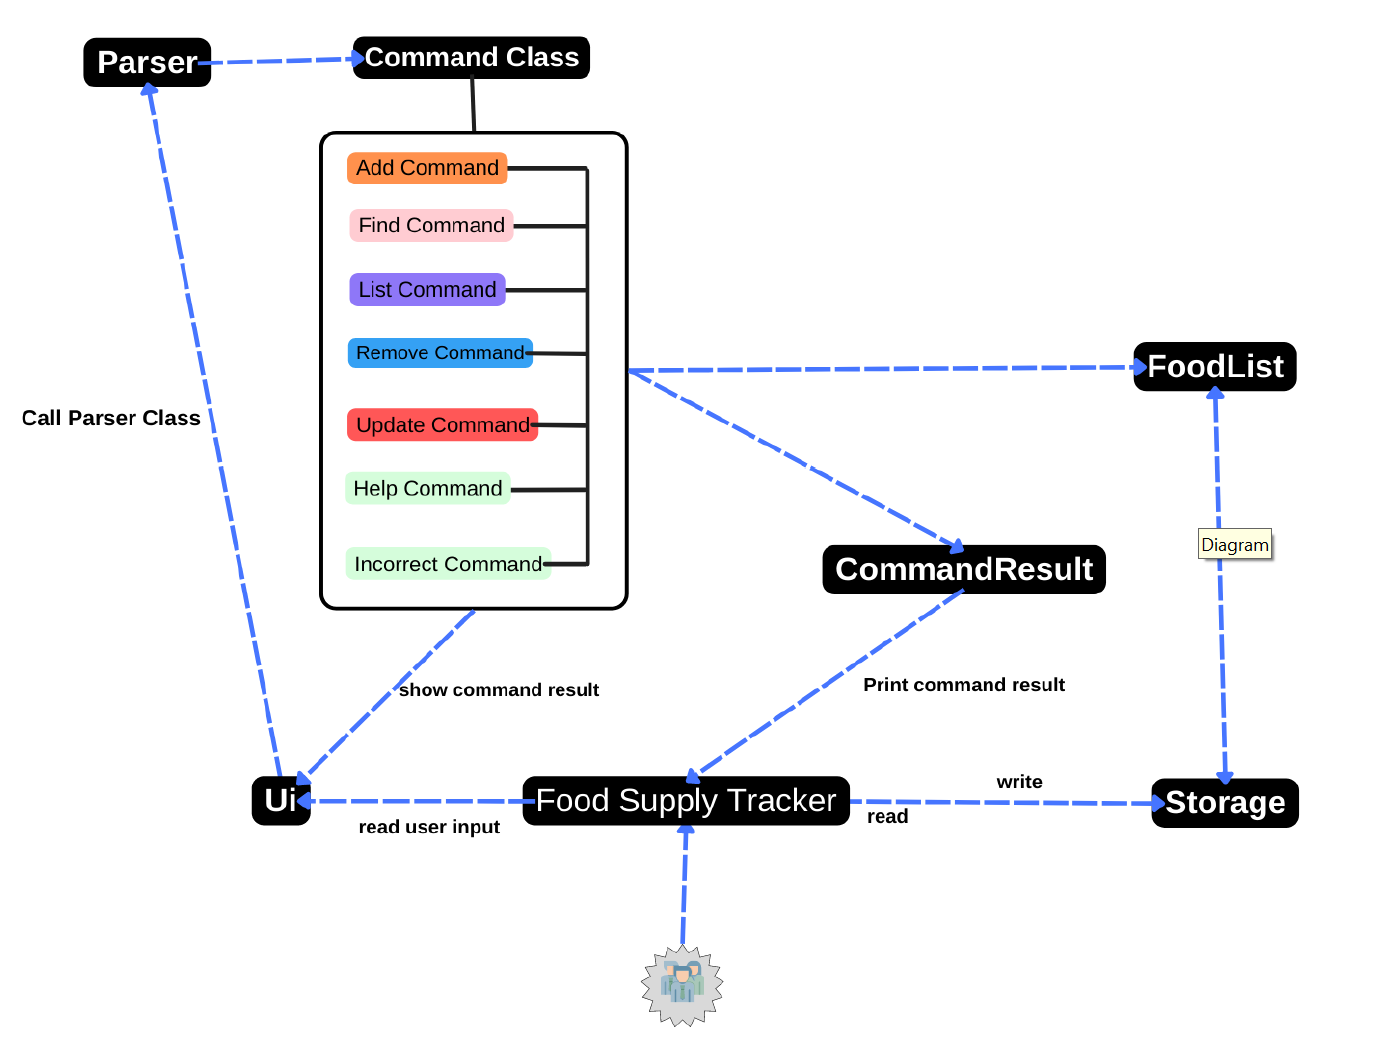 Parser
Command Class
Add Command
Find Command
List Command
Remove Command
Update Command
Help Command
Incorrect Command
Call Parser Class
FoodList
Diagram
CommandResult
show command result
Print command result
Ui
read user input
Food Supply Tracker
write
read
Storage